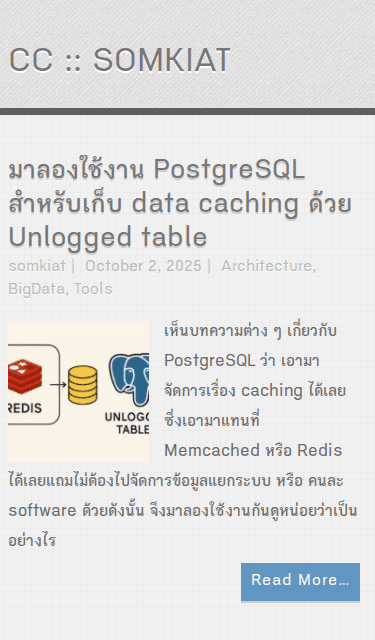 CC :: SOMKIAT
มาลองใช้งาน PostgreSQL
สำหรับเก็บ data caching ด้วย
Unlogged table
somkiat | October 2, 2025 | Architecture,
BigData, Tools
เห็นบทความต่าง ๆ เกี่ยวกับ
PostgreSQL ว่า เอามา
จัดการเรื่อง caching ได้เลย
ซึ่งเอามาแทนที่
Memcached หรือ Redis
REDIS
UNLOGG
TABLE
ได้เลยแถมไม่ต้องไปจัดการข้อมูลแยกระบบ หรือ คนละ
software ด้วยดังนั้น จึงมาลองใช้งานกันดูหน่อยว่าเป็น
อย่างไร
Read More…